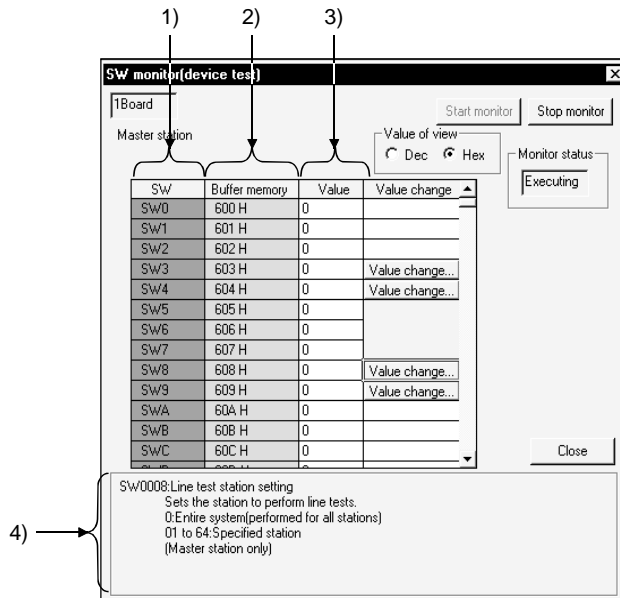 1) 2) 3)
SW monitor(device test)
1Board
Start monitor Stop monitor
Master station
Value of view
Dec Hex
Monitor status
Executing
SW Buffer memory Value Value change
SW0 600 H 0
SW1 601 H 0
SW2 602 H 0
SW3 603 H 0 Value change...
SW4 604 H 0 Value change...
SW5 605 H 0
SW6 606 H 0
SW7 607 H 0
SW8 608 H 0 Value change...
SW9 609 H 0 Value change...
SWA 60A H 0
SWB 60B H 0
SWC 60C H 0
Close
4)
SW0008:Line test station setting
Sets the station to perform line tests.
0:Entire system(performed for all stations)
01 to 64:Specified station
(Master station only)